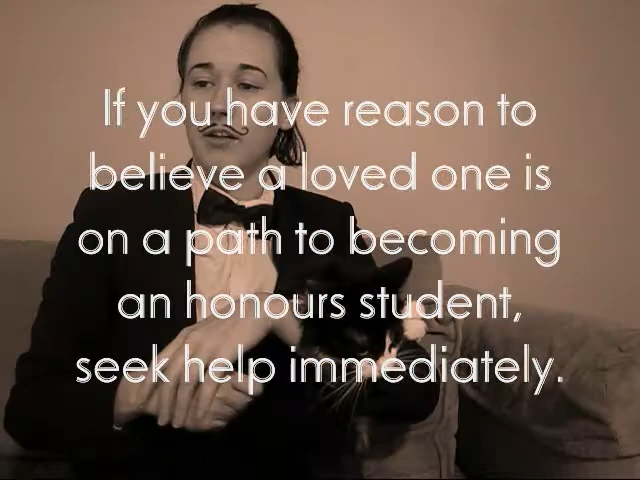 If you have reason to
believe a loved one is
on a path to becoming
an honours student,
seek help immediately.